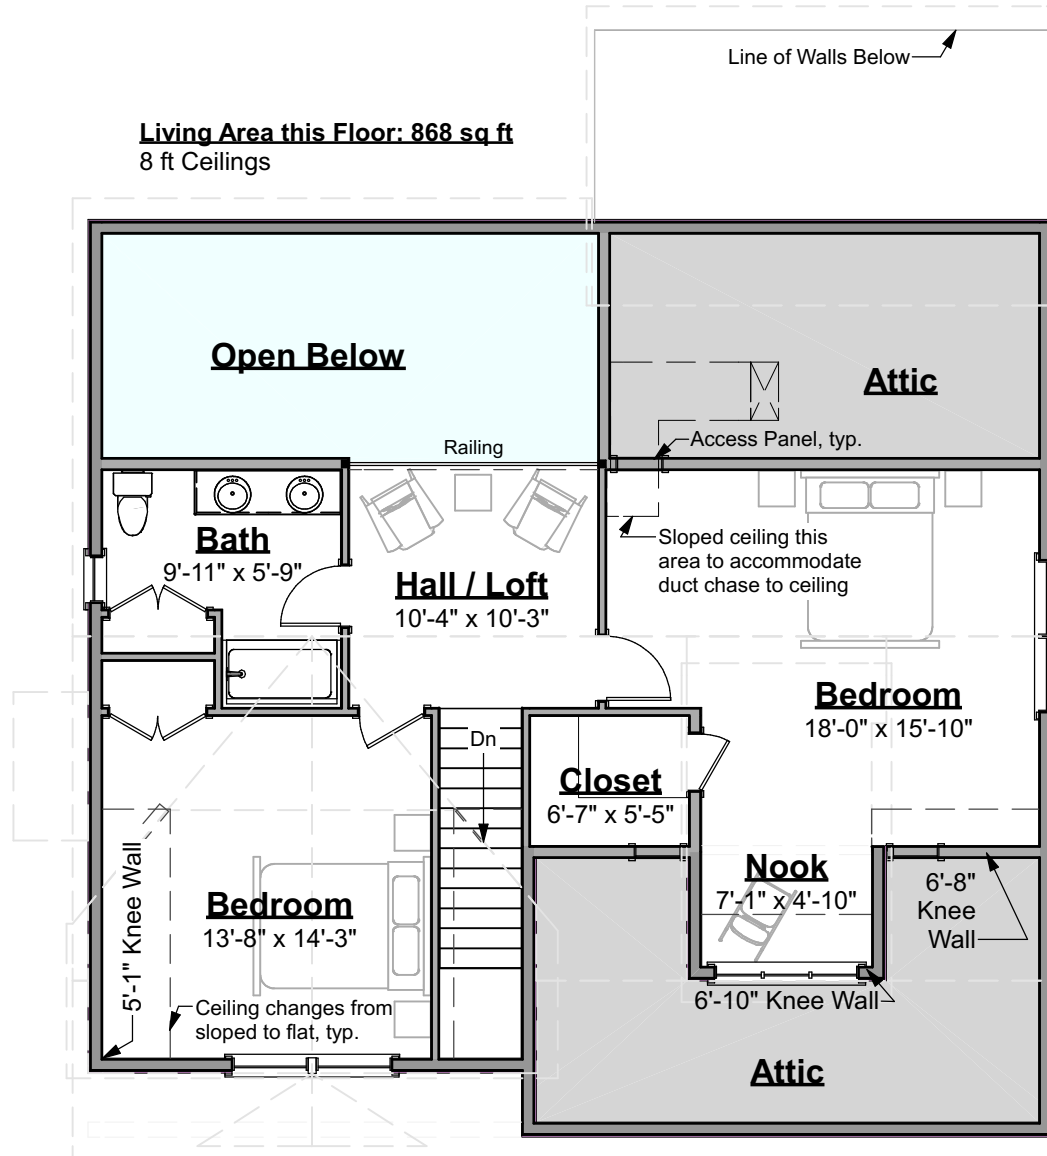 Line of Walls Below
Living Area this Floor: 868 sq ft
8 ft Ceilings
Open Below
Attic
Railing
Access Panel, typ.
Bath
9'-11" x 5'-9"
Hall / Loft
10'-4" x 10'-3"
Sloped ceiling this
area to accommodate
duct chase to ceiling
Bedroom
18'-0" x 15'-10"
Dn
Closet
6'-7" x 5'-5"
Nook
7'-1" x 4'-10"
6'-8"
Knee
Wall
5'-1" Knee Wall
Bedroom
13'-8" x 14'-3"
Ceiling changes from
sloped to flat, typ.
6'-10" Knee Wall
Attic